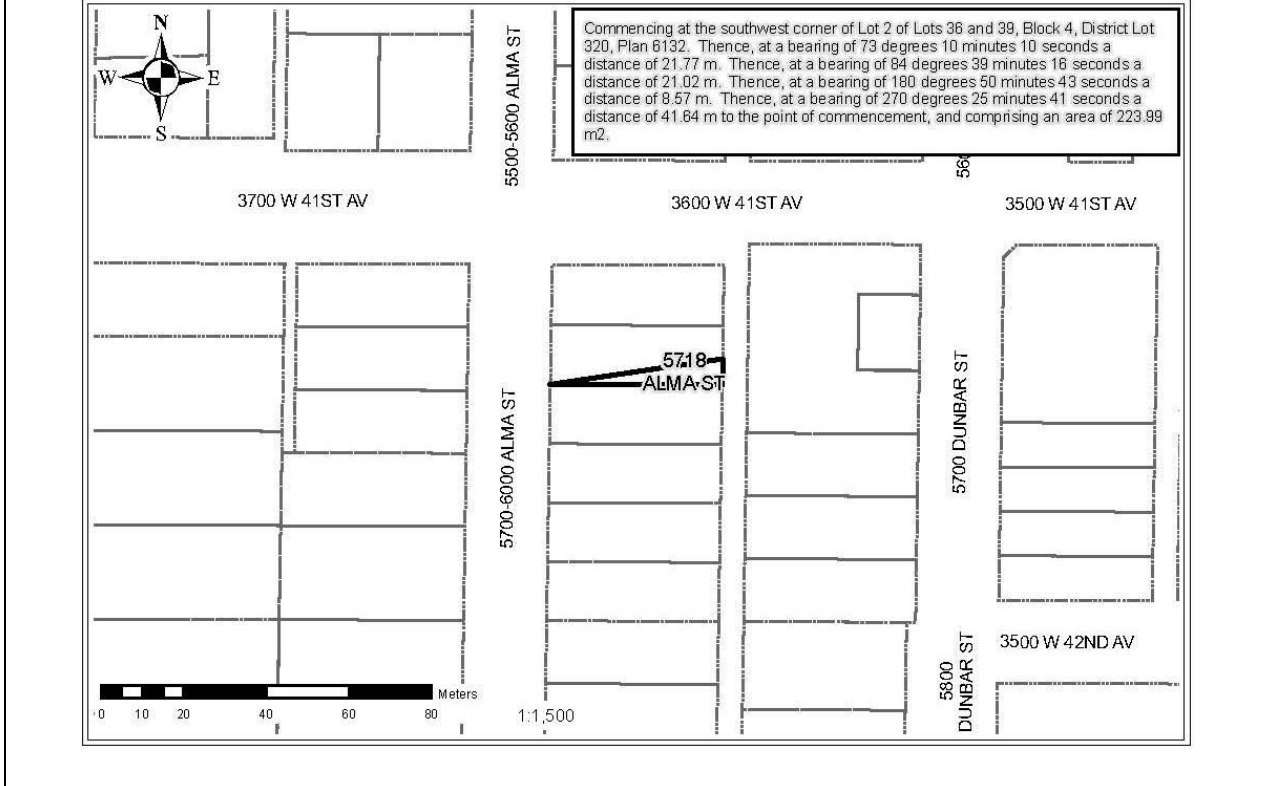 N
W E
S
5500-5600 ALMA ST
Commencing at the southwest corner of Lot 2 of Lots 36 and 39, Block 4, District Lot
320, Plan 6132. Thence, at a bearing of 73 degrees 10 minutes 10 seconds a
distance of 21.77 m. Thence, at a bearing of 84 degrees 39 minutes 16 seconds a
distance of 21.02 m. Thence, at a bearing of 180 degrees 50 minutes 43 seconds a
distance of 8.57 m. Thence, at a bearing of 270 degrees 25 minutes 41 seconds a
distance of 41.64 m to the point of commencement, and comprising an area of 223.99
m2.
3700 W 41ST AV
3600 W 41ST AV
3500 W 41ST AV
5718
ALMA ST
5700-6000 ALMA ST
5700 DUNBAR ST
3500 W 42ND AV
5800
DUNBAR ST
Meters
0 10 20 40 60 80
1:1,500